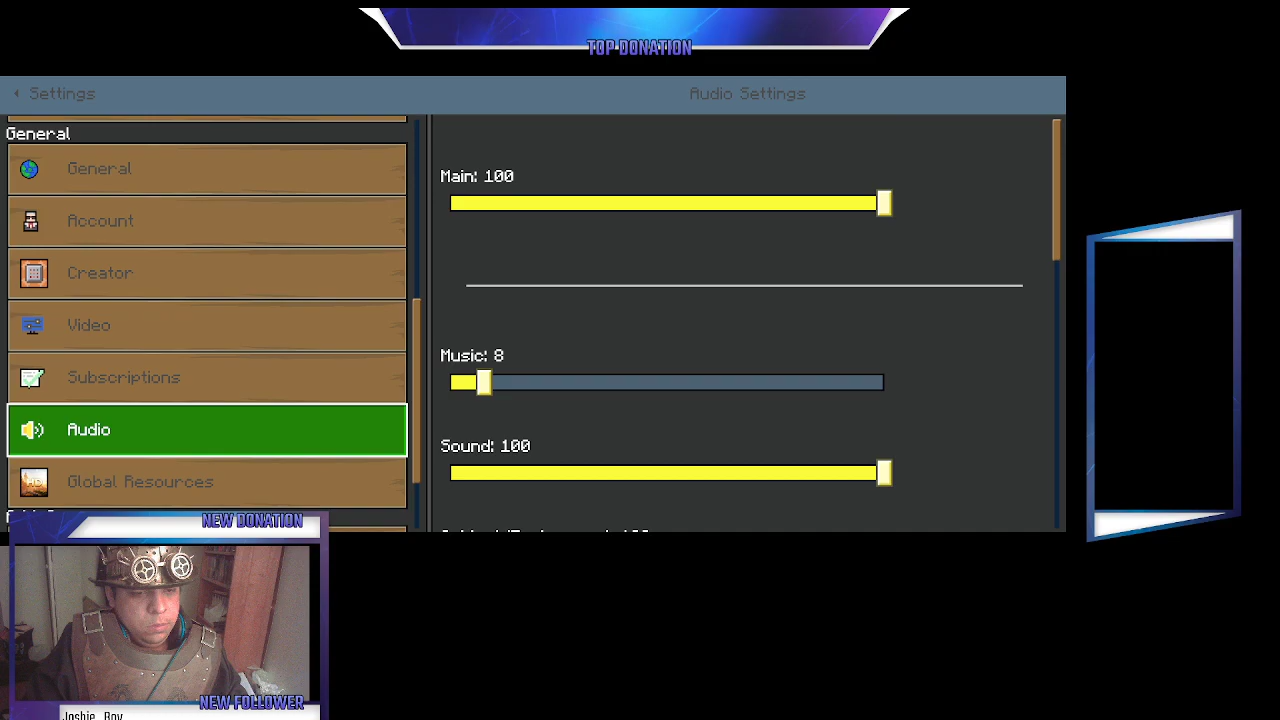 TOP DONATION
Settings
Audio Settings
General
General
Account
Creator
Video
Subscriptions
Audio
Global Resources
Main: 100
Music: 8
Sound: 100
NEW DONATION
NEW FOLLOWER
Joshie_Boy